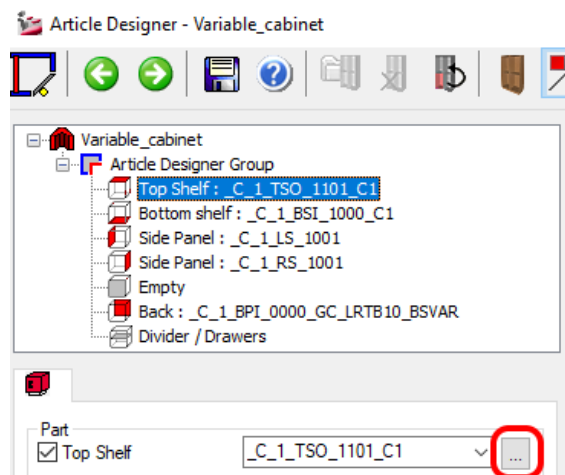 Article Designer - Variable_cabinet
Variable_cabinet
Article Designer Group
Top Shelf : _C_1_TSO_1101_C1
Bottom shelf : _C_1_BSI_1000_C1
Side Panel : _C_1_LS_1001
Side Panel : _C_1_RS_1001
Empty
Back : _C_1_BPI_0000_GC_LRTB10_BSVAR
Divider / Drawers
Part
Top Shelf _C_1_TSO_1101_C1 ...